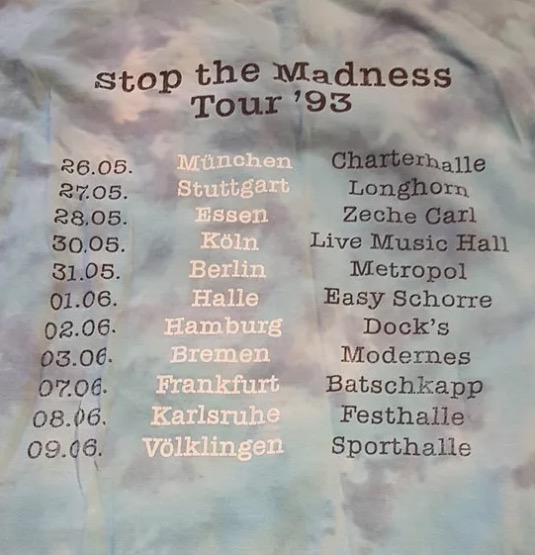 Stop the Madness
Tour '93
26.05. München Charterhalle
27.05. Stuttgart Longhorn
28.05. Essen Zeche Carl
30.05. Köln Live Music Hall
31.05. Berlin Metropol
01.06. Halle Easy Schorre
02.06. Hamburg Dock's
03.06. Bremen Modernes
07.06. Frankfurt Batschkapp
08.06. Karlsruhe Festhalle
09.06. Völklingen Sporthalle